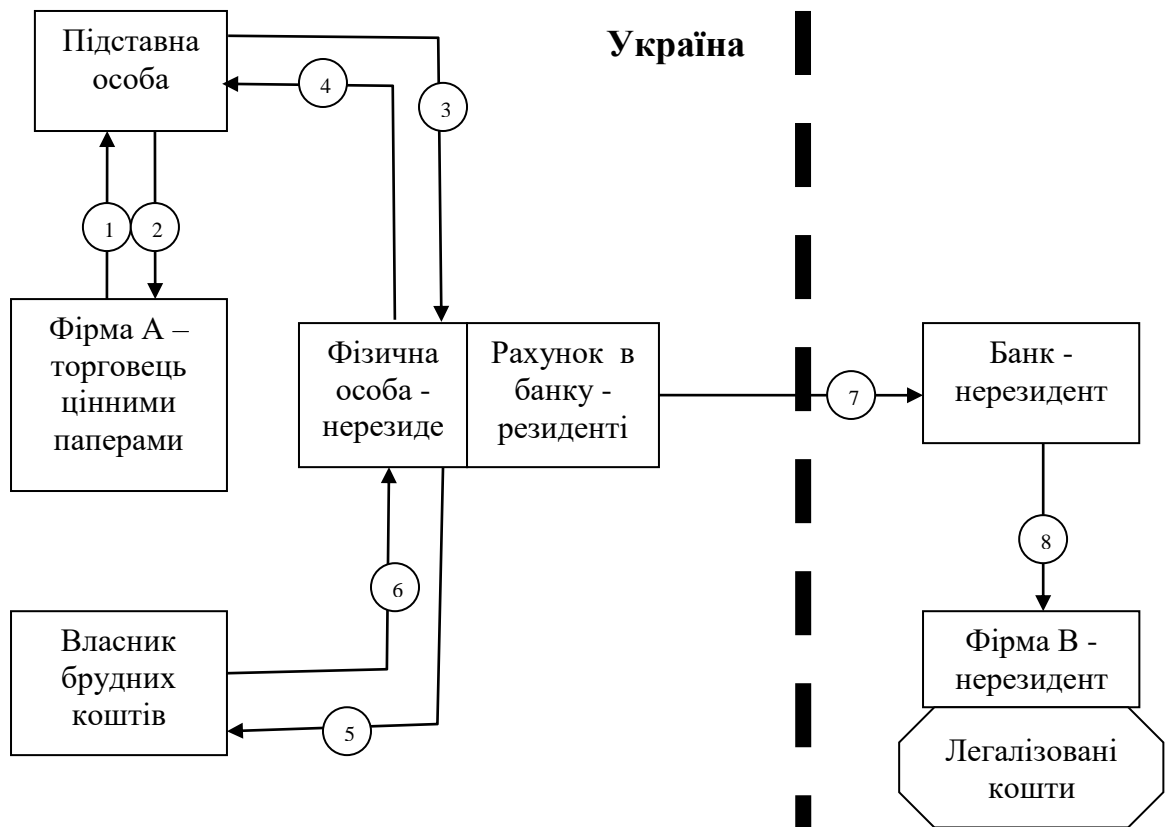 Підставна
особа
Україна
4
3
1
2
Фірма А –
торговець
цінними
паперами
Фізична
особа -
нерезиде
Рахунок в
банку -
резиденті
7
Банк -
нерезидент
8
6
Власник
брудних
коштів
5
Фірма В -
нерезидент
Легалізовані
кошти